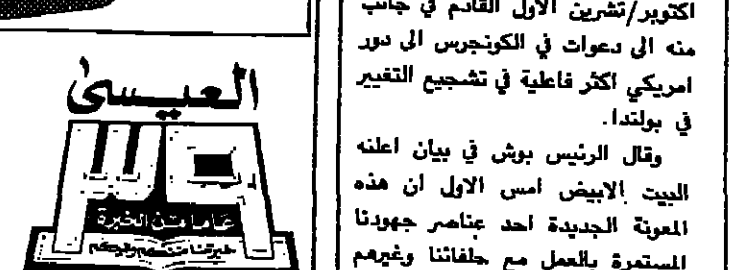 اكتوبر/تشرين الاول القادم في جانب
منه الى دعوات في الكونجرس الى دور
امريكي اكثر فاعلية في تشجيع التغيير
في بولندا.
وقال الرئيس بوش في بيان اعلنه
البيت الابيض امس الاول ان هذه
المعونة الجديدة احد عناصر جهودنا
المستمرة بالعمل مع حلفائنا وغيرهم
العيسى
عاما من الخبرة
خبرتنا